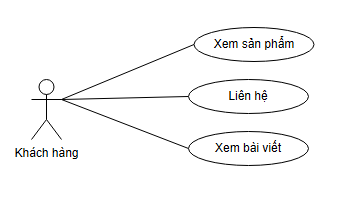 Xem sản phẩm
Liên hệ
Xem bài viết
Khách hàng